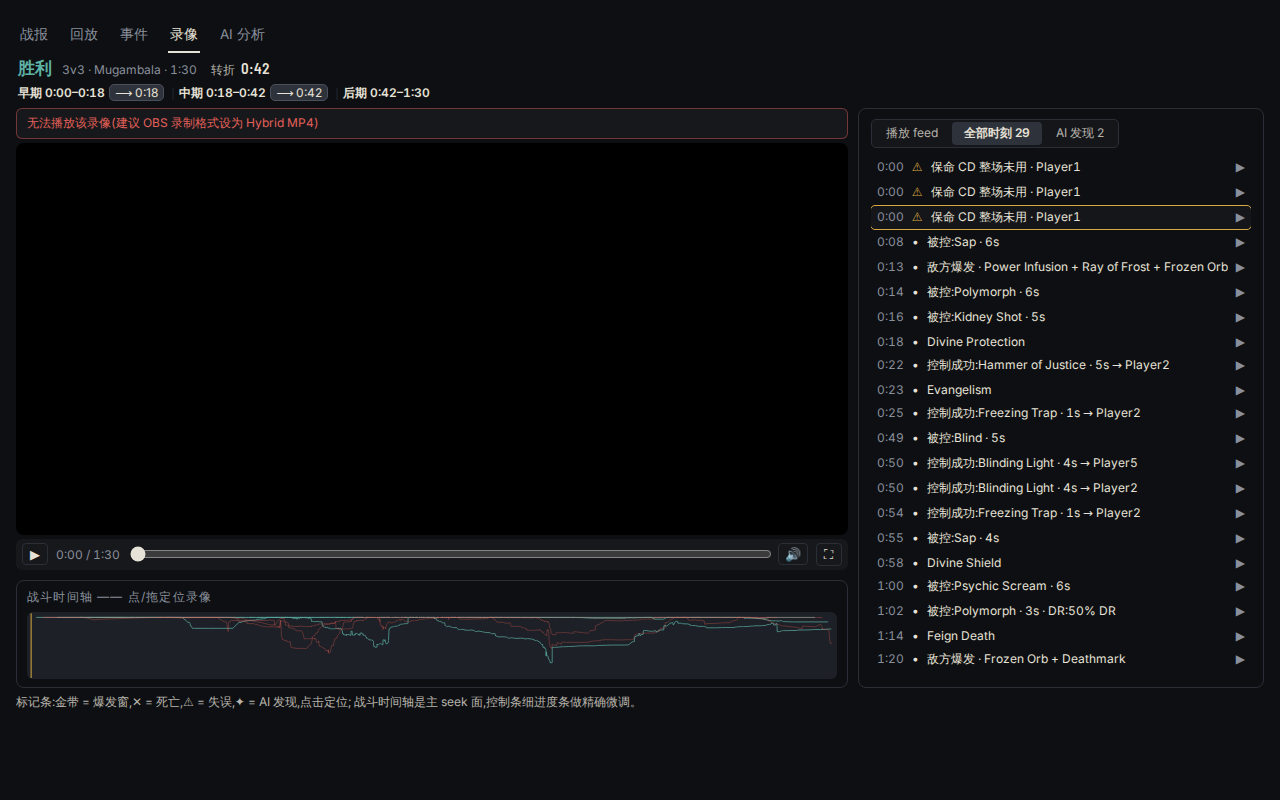 战报 回放 事件 录像 AI 分析
胜利 3v3 · Mugambala · 1:30 转折 0:42
早期 0:00–0:18 ⟶ 0:18 中期 0:18–0:42 ⟶ 0:42 后期 0:42–1:30
无法播放该录像(建议 OBS 录制格式设为 Hybrid MP4)
0:00 / 1:30
战斗时间轴 —— 点/拖定位录像
标记条:金带 = 爆发窗,✕ = 死亡,⚠ = 失误,✦ = AI 发现,点击定位; 战斗时间轴是主 seek 面,控制条细进度条做精确微调。
播放 feed 全部时刻 29 AI 发现 2
0:00 ⚠ 保命 CD 整场未用 · Player1
0:00 ⚠ 保命 CD 整场未用 · Player1
0:00 ⚠ 保命 CD 整场未用 · Player1
0:08 • 被控:Sap · 6s
0:13 • 敌方爆发 · Power Infusion + Ray of Frost + Frozen Orb
0:14 • 被控:Polymorph · 6s
0:16 • 被控:Kidney Shot · 5s
0:18 • Divine Protection
0:22 • 控制成功:Hammer of Justice · 5s → Player2
0:23 • Evangelism
0:25 • 控制成功:Freezing Trap · 1s → Player2
0:49 • 被控:Blind · 5s
0:50 • 控制成功:Blinding Light · 4s → Player5
0:50 • 控制成功:Blinding Light · 4s → Player2
0:54 • 控制成功:Freezing Trap · 1s → Player2
0:55 • 被控:Sap · 4s
0:58 • Divine Shield
1:00 • 被控:Psychic Scream · 6s
1:02 • 被控:Polymorph · 3s · DR:50% DR
1:14 • Feign Death
1:20 • 敌方爆发 · Frozen Orb + Deathmark